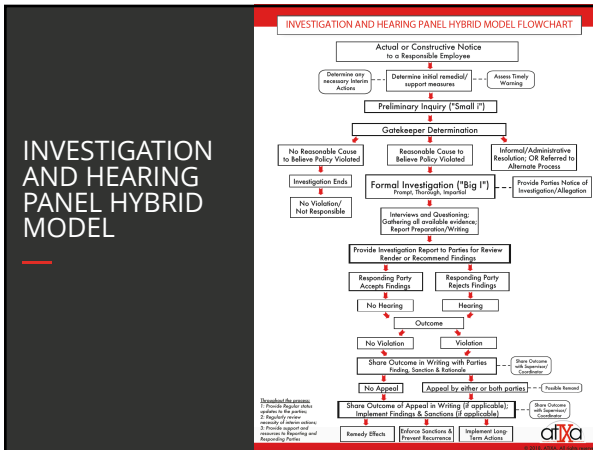 INVESTIGATION
AND HEARING
PANEL HYBRID
MODEL
INVESTIGATION AND HEARING PANEL HYBRID MODEL FLOWCHART
Actual or Constructive Notice
to a Responsible Employee
Determine any
necessary Interim
Actions
Determine initial remedial/
support measures
Assess Timely
Warning
Preliminary Inquiry ("Small i")
Gatekeeper Determination
No Reasonable Cause
to Believe Policy Violated
Reasonable Cause to
Believe Policy Violated
Informal/Administrative
Resolution; OR Referred to
Alternate Process
Investigation Ends
Formal Investigation ("Big I")
Prompt, Thorough, Impartial
Provide Parties Notice of
Investigation/Allegation
No Violation/
Not Responsible
Interviews and Questioning;
Gathering all available evidence;
Report Preparation/Writing
Provide Investigation Report to Parties for Review
Render or Recommend Findings
Responding Party
Accepts Findings
Responding Party
Rejects Findings
No Hearing
Hearing
Outcome
No Violation
Violation
Share Outcome in Writing with Parties
Finding, Sanction & Rationale
Share Outcome
with Supervisor/
Coordinator
No Appeal
Appeal by either or both parties
Possible Remand
Throughout the process:
1. Provide Regular status
updates to the parties;
2. Regularly review
necessity of interim actions;
3. Provide support and
resources to Reporting and
Responding Parties
Share Outcome of Appeal in Writing (if applicable);
Implement Findings & Sanctions (if applicable)
Share Outcome
with Supervisor/
Coordinator
Remedy Effects
Enforce Sanctions &
Prevent Recurrence
Implement Long-
Term Actions
atIXa